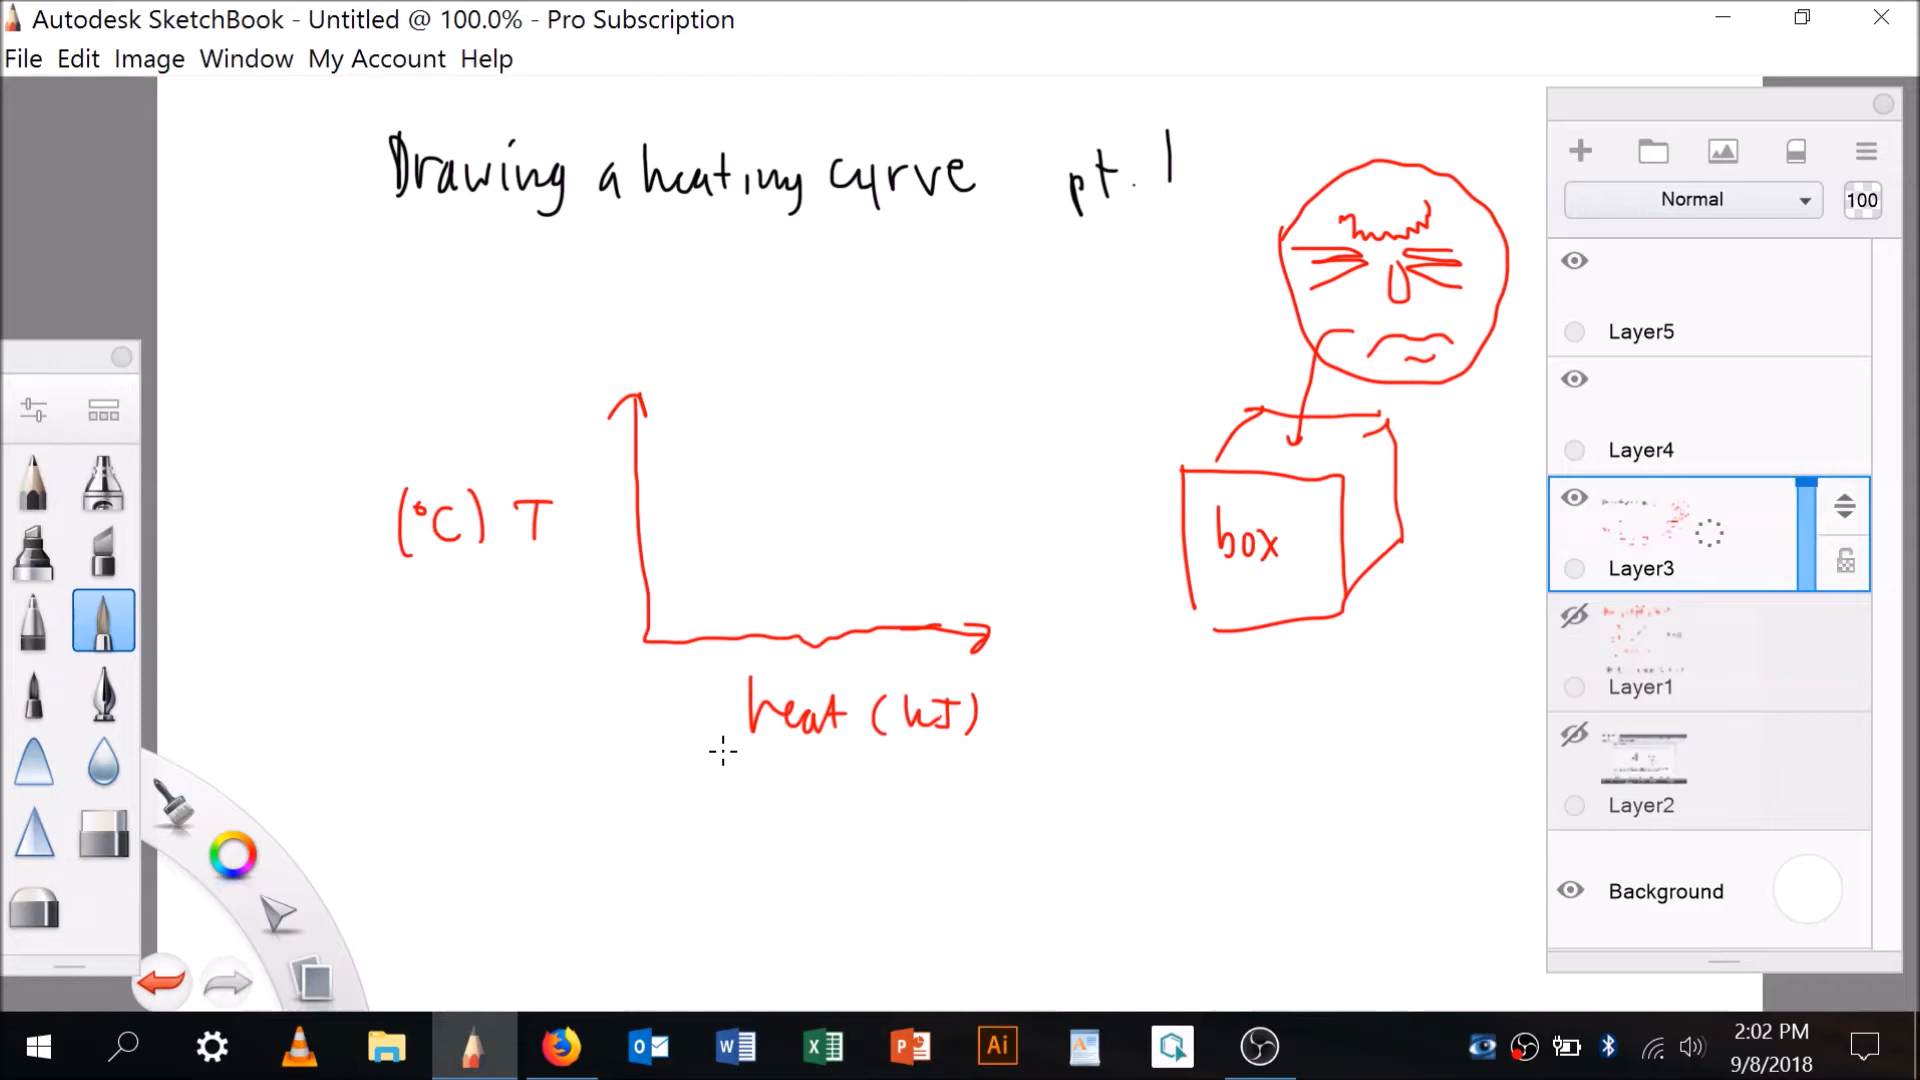 Autodesk SketchBook - Untitled @ 100.0% - Pro Subscription
File Edit Image Window My Account Help
Drawing a heating curve pt. 1
Normal 100
Layer5
Layer4
(°C) T
box
Layer3
heat (kJ)
Layer1
Layer2
Background
2:02 PM
9/8/2018